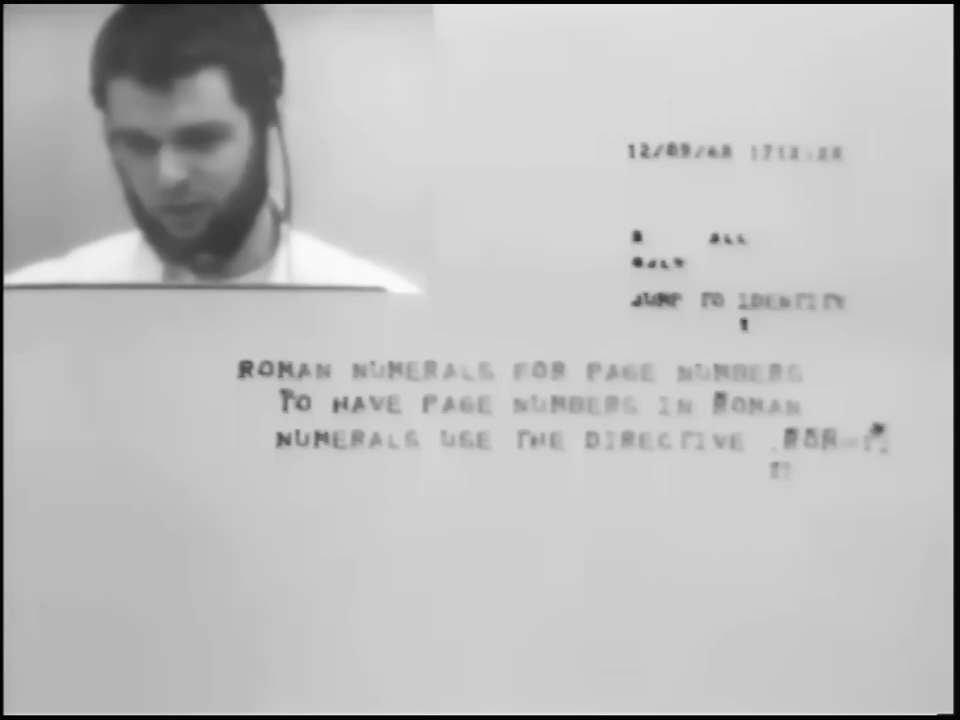 12/09/68
B ALL
JUMP TO IDENTITY
ROMAN NUMERALS FOR PAGE NUMBERS
TO HAVE PAGE NUMBERS IN ROMAN
NUMERALS USE THE DIRECTIVE